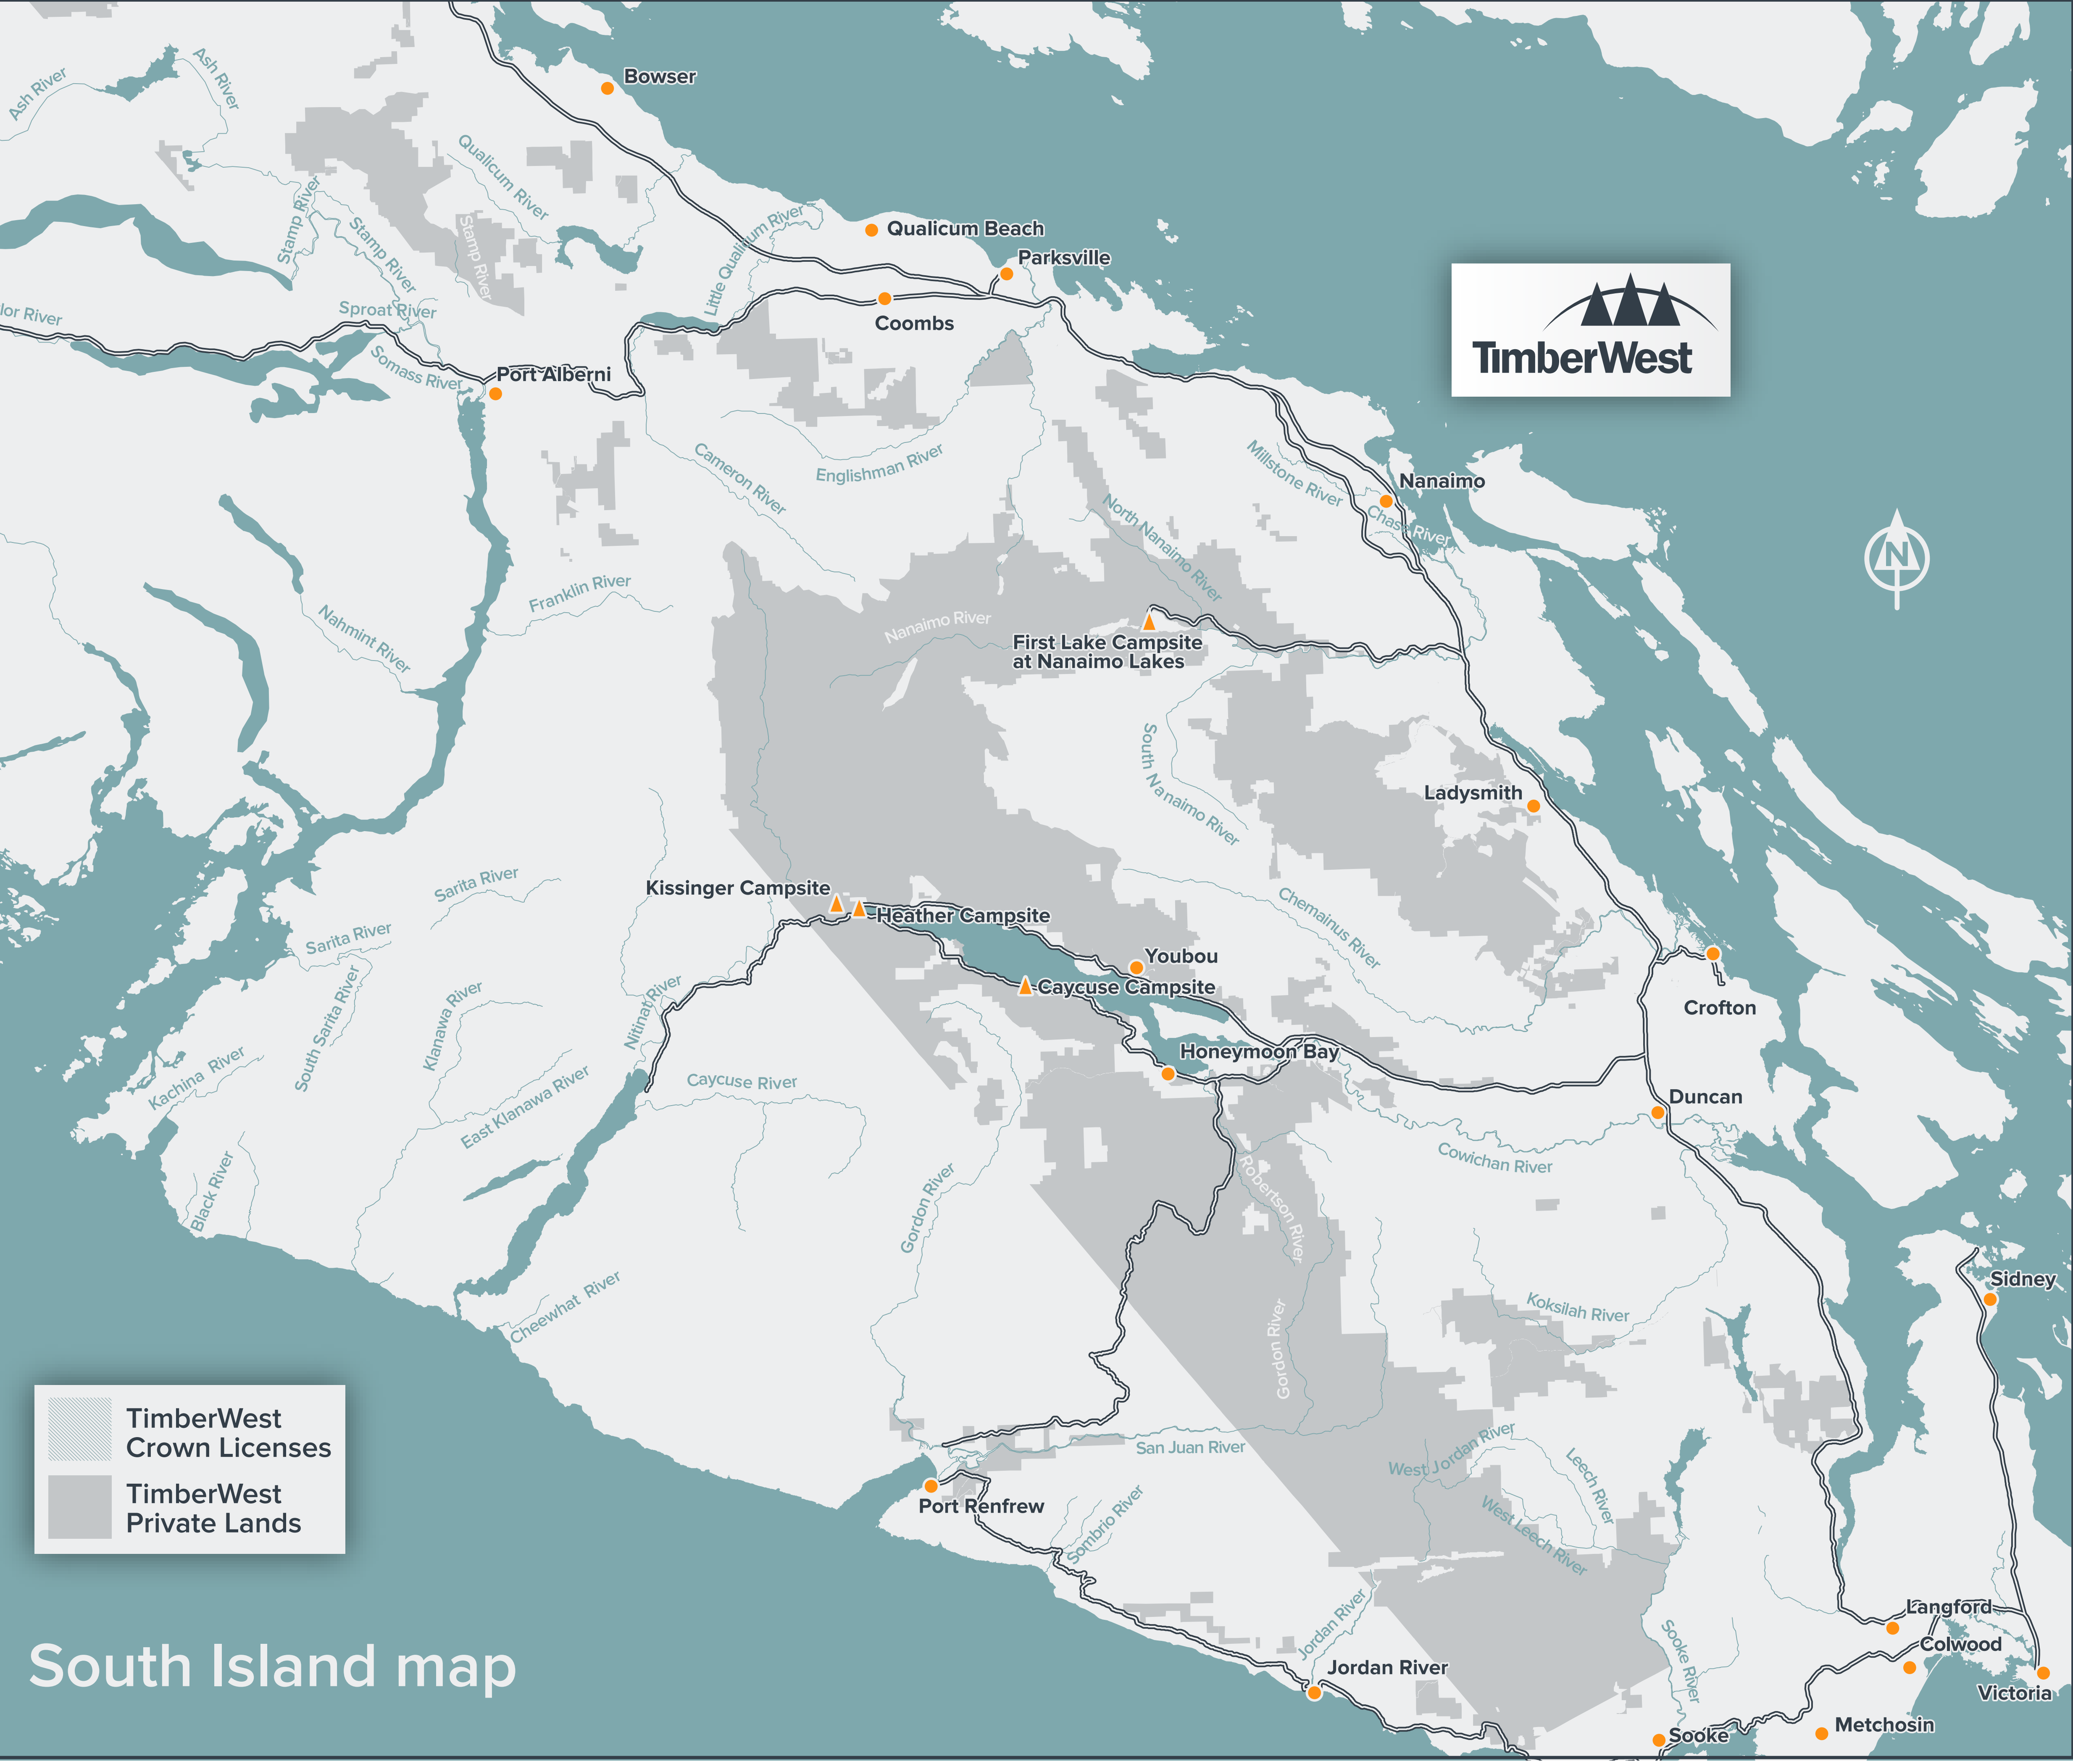 Bowser
Ash River
Ash River
Qualicum River
Stamp River
Stamp River
Stamp River
Little Qualicum River
Qualicum Beach
Parksville
Coombs
lor River
Sproat River
Somass River
Port Alberni
TimberWest
Cameron River
Englishman River
Millstone River
Nanaimo
Chase River
North Nanaimo River
N
Franklin River
Nahmint River
Nanaimo River
First Lake Campsite
at Nanaimo Lakes
South Nanaimo River
Ladysmith
Kissinger Campsite
Heather Campsite
Sarita River
Sarita River
South Sarita River
Klanawa River
Nitinat River
Chemainus River
Youbou
Caycuse Campsite
Crofton
Honeymoon Bay
Kachina River
East Klanawa River
Caycuse River
Duncan
Cowichan River
Black River
Gordon River
Robertson River
Cheewhat River
Gordon River
Koksilah River
Sidney
San Juan River
West Jordan River
Leech River
West Leech River
Port Renfrew
Sombrio River
Jordan River
Jordan River
Sooke River
Langford
Colwood
Victoria
Metchosin
Sooke
TimberWest
Crown Licenses
TimberWest
Private Lands
South Island map